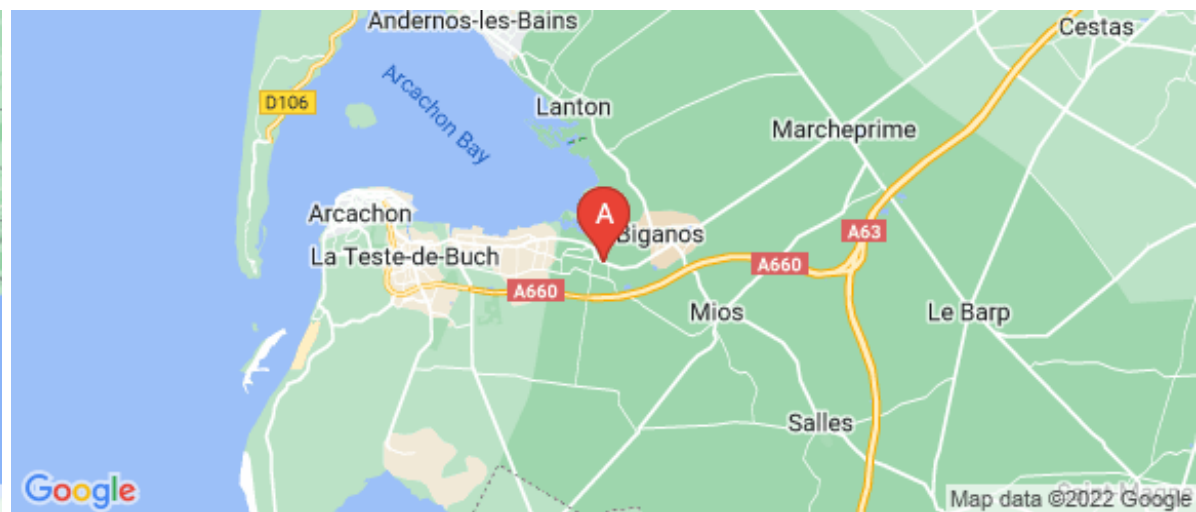 Andernos-les-Bains
Cestas
Arcachon Bay
D106
Lanton
Marcheprime
A
Arcachon
Biganos
A63
La Teste-de-Buch
A660
A660
Mios
Le Barp
Salles
Google
Map data ©2022 Google